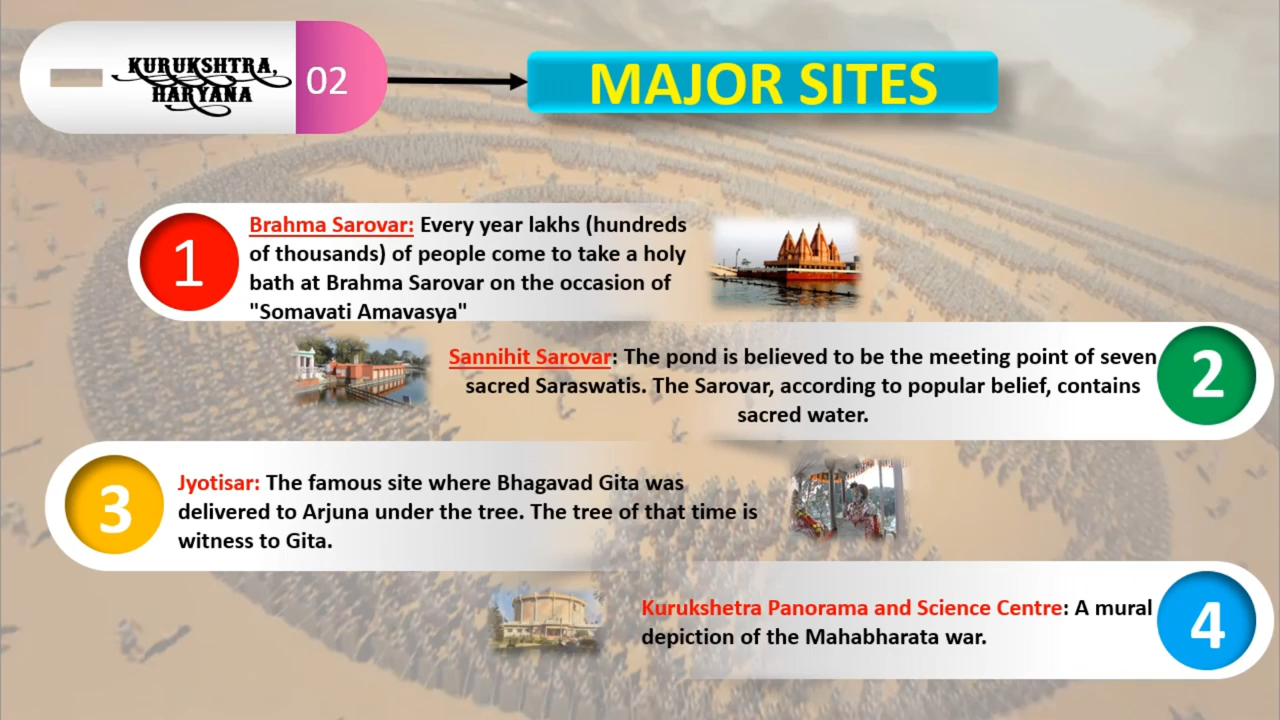 KURUKSHTRA,
HARYANA
02
MAJOR SITES
1
Brahma Sarovar: Every year lakhs (hundreds
of thousands) of people come to take a holy
bath at Brahma Sarovar on the occasion of
"Somavati Amavasya"
Sannihit Sarovar: The pond is believed to be the meeting point of seven
sacred Saraswatis. The Sarovar, according to popular belief, contains
sacred water.
2
3
Jyotisar: The famous site where Bhagavad Gita was
delivered to Arjuna under the tree. The tree of that time is
witness to Gita.
Kurukshetra Panorama and Science Centre: A mural
depiction of the Mahabharata war.
4